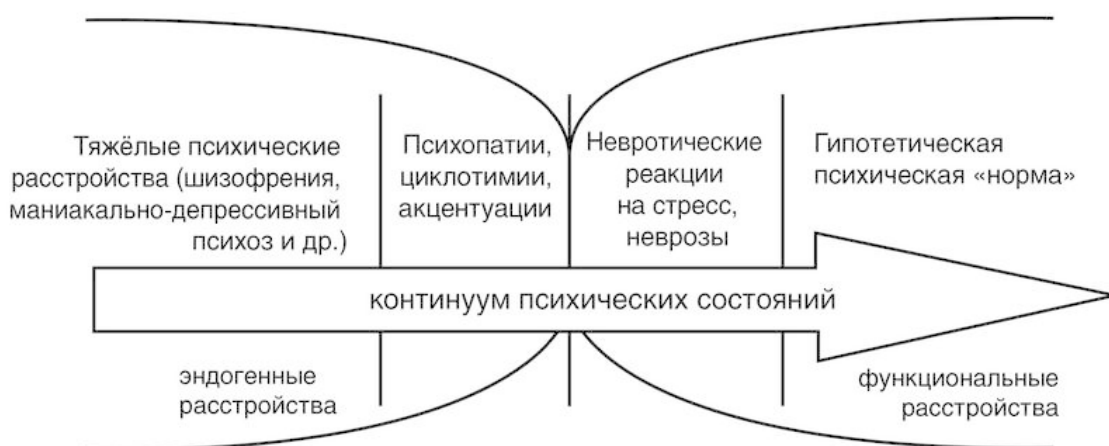 Тяжёлые психические
расстройства (шизофрения,
маниакально-депрессивный
психоз и др.)
Психопатии,
циклотимии,
акцентуации
Невротические
реакции
на стресс,
неврозы
Гипотетическая
психическая «норма»
континуум психических состояний
эндогенные
расстройства
функциональные
расстройства